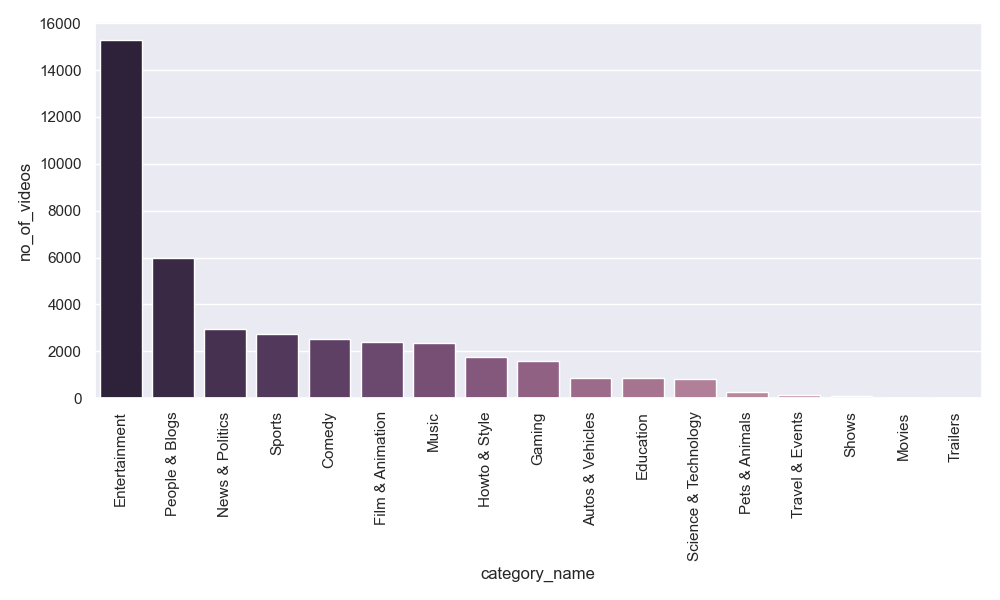 16000
14000
12000
10000
8000
6000
4000
2000
0
no_of_videos
Entertainment
People & Blogs
News & Politics
Sports
Comedy
Film & Animation
Music
Howto & Style
Gaming
Autos & Vehicles
Education
Science & Technology
Pets & Animals
Travel & Events
Shows
Movies
Trailers
category_name